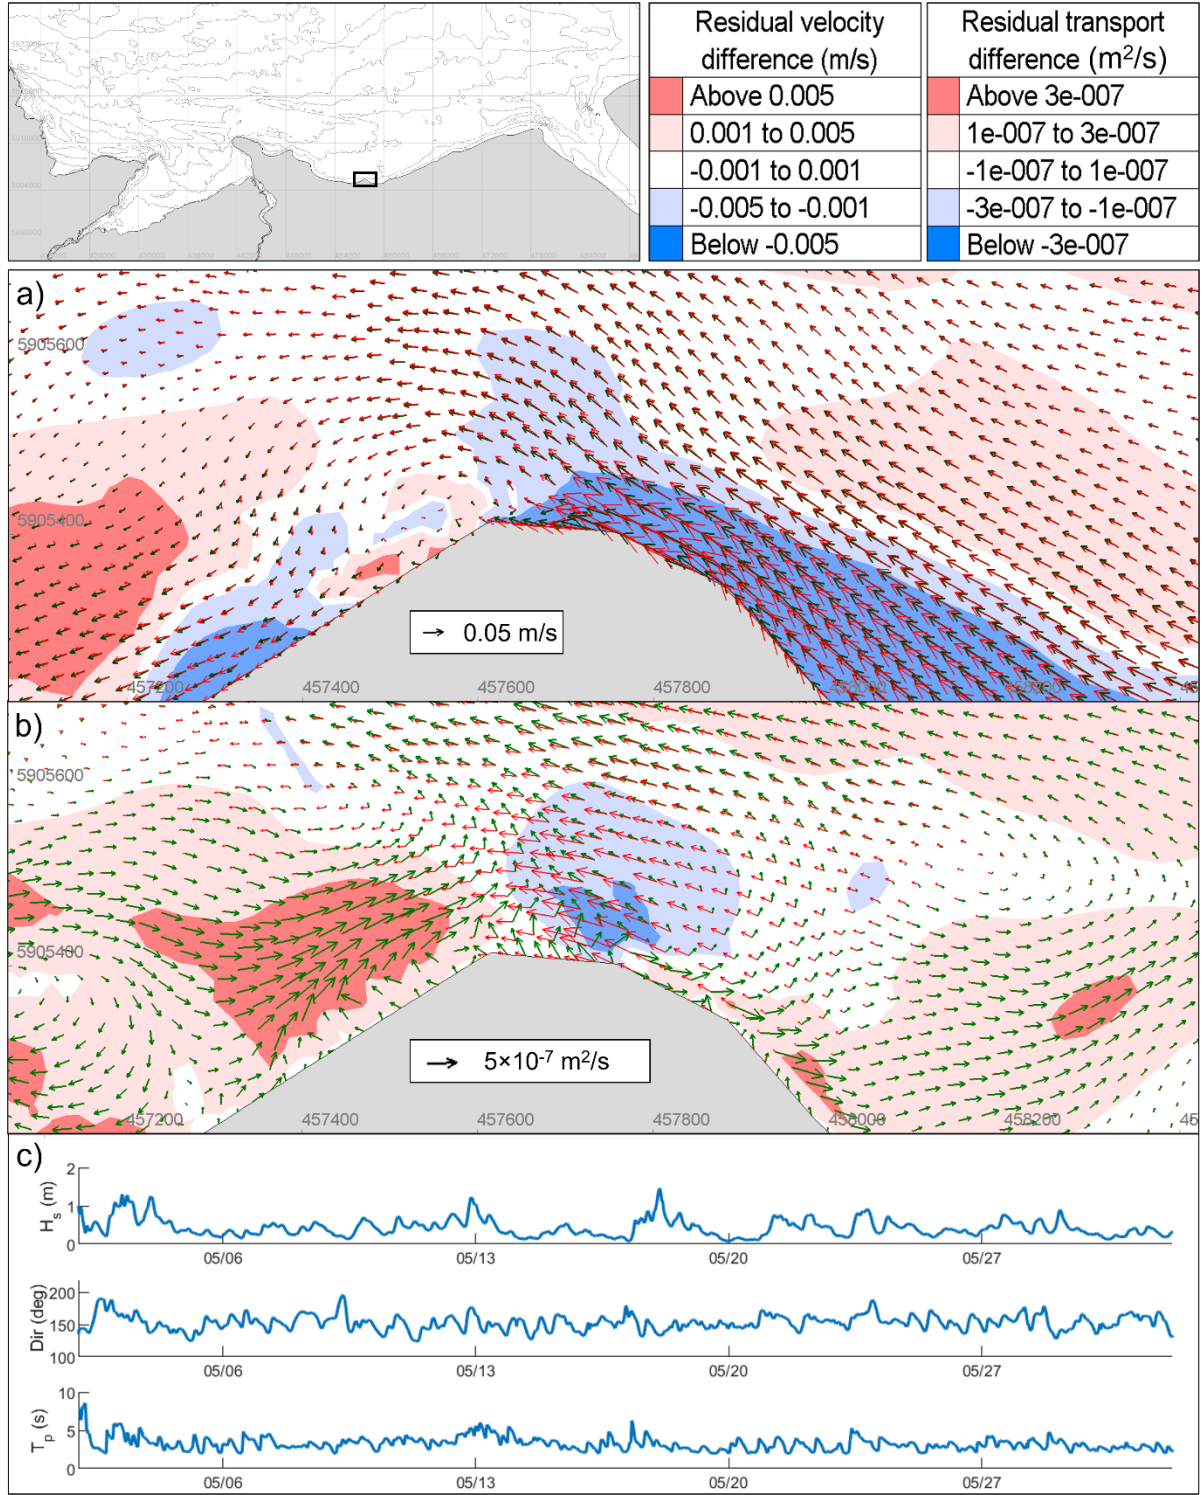 Residual velocity
difference (m/s)
Above 0.005
0.001 to 0.005
-0.001 to 0.001
-0.005 to -0.001
Below -0.005
Residual transport
difference (m²/s)
Above 3e-007
1e-007 to 3e-007
-1e-007 to 1e-007
-3e-007 to -1e-007
Below -3e-007
a)
5905600
5905400
0.05 m/s
457200
457400
457600
457800
458000
458200
b)
5905600
5905400
5×10⁻⁷ m²/s
457200
457400
457600
457800
458000
458200
c)
H_s (m)
2
1
0
05/06
05/13
05/20
05/27
Dir (deg)
200
150
100
05/06
05/13
05/20
05/27
T_p (s)
10
5
0
05/06
05/13
05/20
05/27